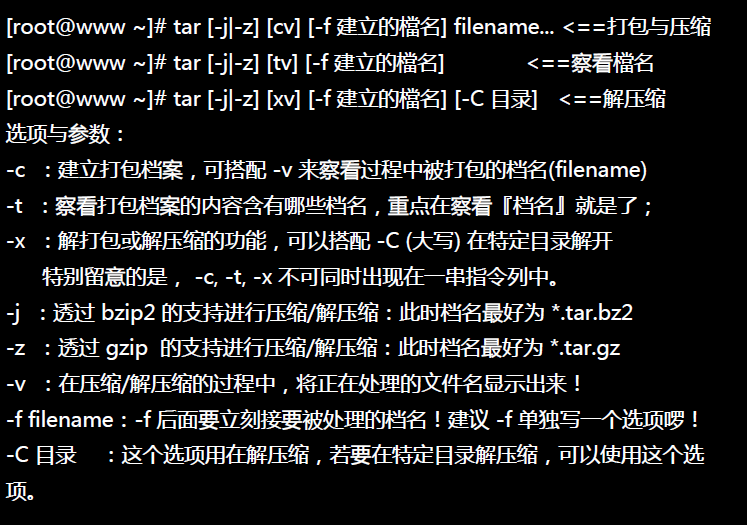 [root@www ~]# tar [-j|-z] [cv] [-f 建立的檔名] filename... <==打包与压缩
[root@www ~]# tar [-j|-z] [tv] [-f 建立的檔名]             <==察看檔名
[root@www ~]# tar [-j|-z] [xv] [-f 建立的檔名] [-C 目录]   <==解压缩
选项与参数：
-c  ：建立打包档案，可搭配 -v 来察看过程中被打包的档名(filename)
-t  ：察看打包档案的内容含有哪些档名，重点在察看『档名』就是了；
-x  ：解打包或解压缩的功能，可以搭配 -C (大写) 在特定目录解开
      特别留意的是， -c, -t, -x 不可同时出现在一串指令列中。
-j  ：透过 bzip2 的支持进行压缩/解压缩：此时档名最好为 *.tar.bz2
-z  ：透过 gzip  的支持进行压缩/解压缩：此时档名最好为 *.tar.gz
-v  ：在压缩/解压缩的过程中，将正在处理的文件名显示出来！
-f filename：-f 后面要立刻接要被处理的档名！建议 -f 单独写一个选项啰！
-C 目录    ：这个选项用在解压缩，若要在特定目录解压缩，可以使用这个选
项。